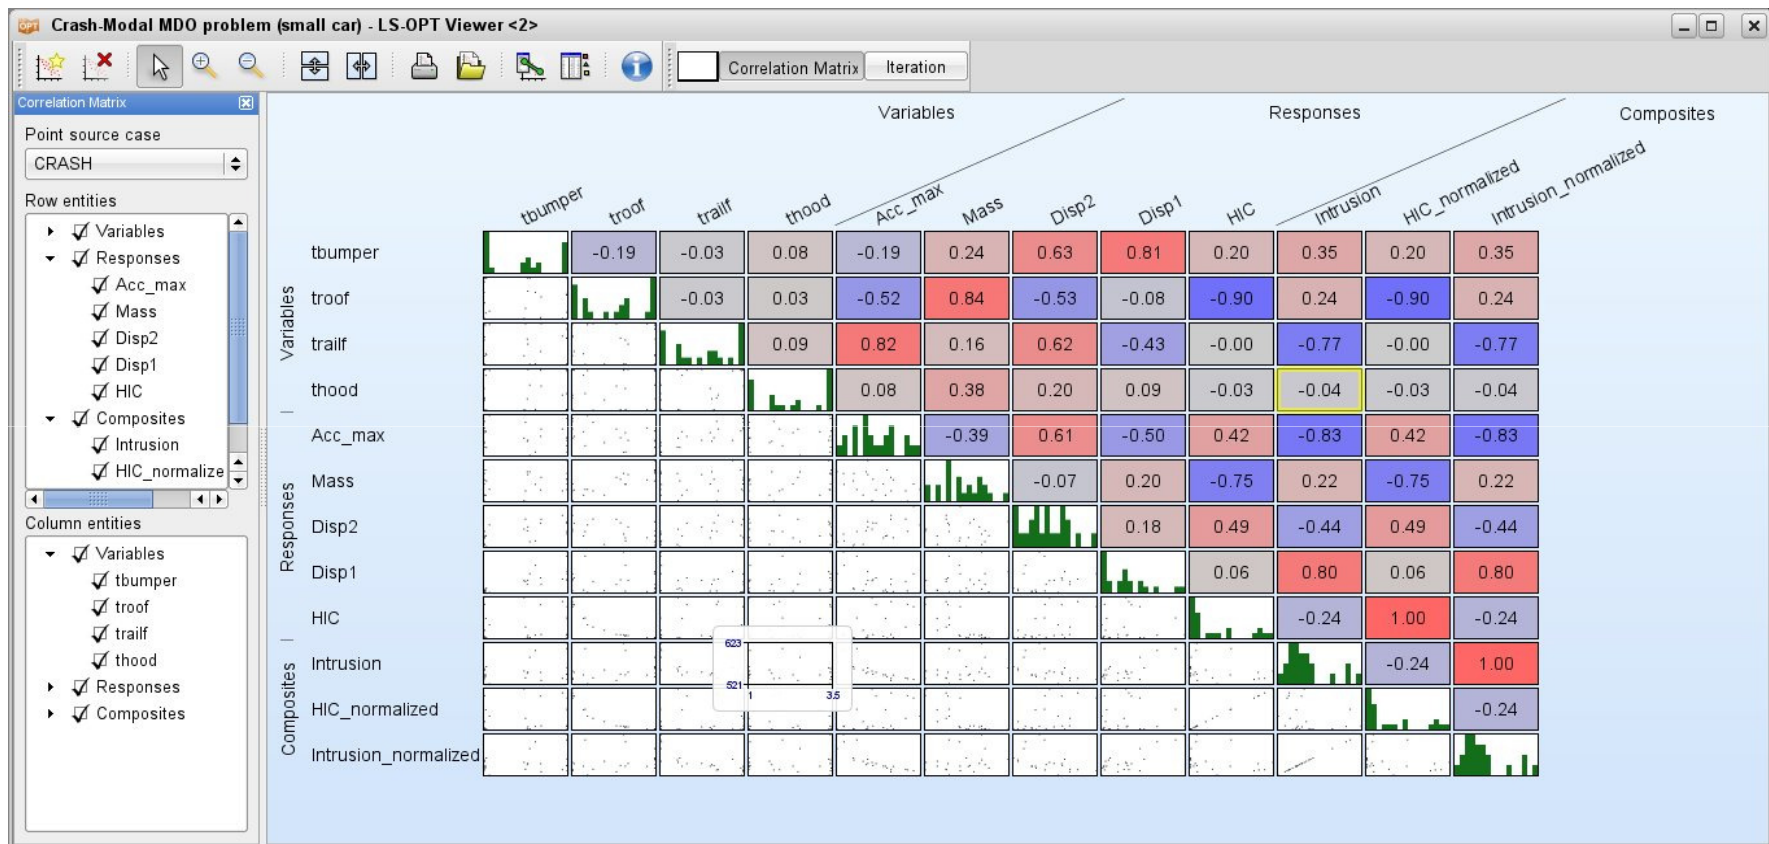 Crash-Modal MDO problem (small car) - LS-OPT Viewer <2>
Correlation Matrix Iteration
Correlation Matrix
Point source case
CRASH
Row entities
Variables
Responses
Acc_max
Mass
Disp2
Disp1
HIC
Composites
Intrusion
HIC_normalize
Column entities
Variables
tbumper
troof
trailf
thood
Responses
Composites
Variables Responses Composites
tbumper troof trailf thood Acc_max Mass Disp2 Disp1 HIC Intrusion HIC_normalized Intrusion_normalized
Variables
Responses
Composites
tbumper -0.19 -0.03 0.08 -0.19 0.24 0.63 0.81 0.20 0.35 0.20 0.35
troof -0.03 0.03 -0.52 0.84 -0.53 -0.08 -0.90 0.24 -0.90 0.24
trailf 0.09 0.82 0.16 0.62 -0.43 -0.00 -0.77 -0.00 -0.77
thood 0.08 0.38 0.20 0.09 -0.03 -0.04 -0.03 -0.04
Acc_max -0.39 0.61 -0.50 0.42 -0.83 0.42 -0.83
Mass -0.07 0.20 -0.75 0.22 -0.75 0.22
Disp2 0.18 0.49 -0.44 0.49 -0.44
Disp1 0.06 0.80 0.06 0.80
HIC -0.24 1.00 -0.24
623
Intrusion -0.24 1.00
521
1 3.5
HIC_normalized -0.24
Intrusion_normalized